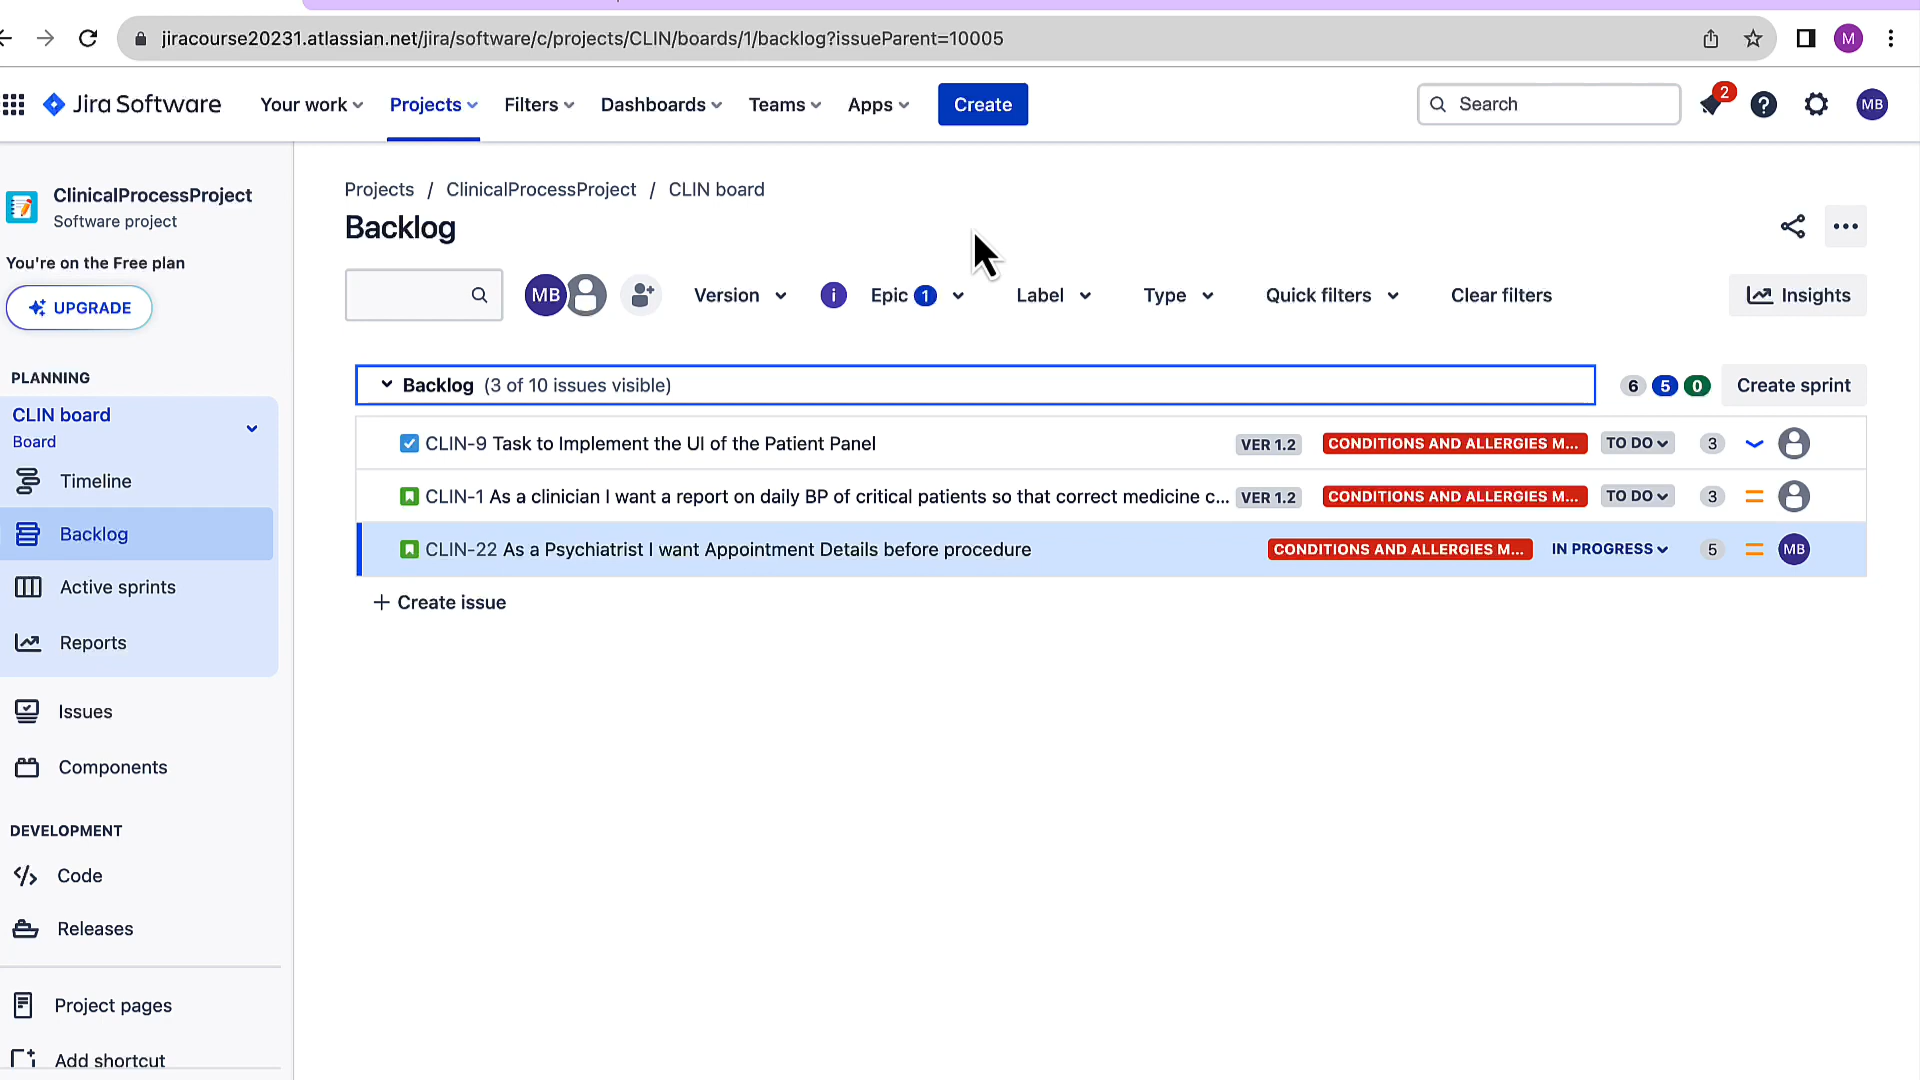 jiracourse20231.atlassian.net/jira/software/c/projects/CLIN/boards/1/backlog?issueParent=10005
M
Jira Software
Your work
Projects
Filters
Dashboards
Teams
Apps
Create
Search
2
MB
ClinicalProcessProject
Software project
You're on the Free plan
UPGRADE
PLANNING
CLIN board
Board
Timeline
Backlog
Active sprints
Reports
Issues
Components
DEVELOPMENT
Code
Releases
Project pages
Add shortcut
Projects / ClinicalProcessProject / CLIN board
Backlog
MB
Version
Epic 1
Label
Type
Quick filters
Clear filters
Insights
Backlog (3 of 10 issues visible)
6 5 0
Create sprint
CLIN-9 Task to Implement the UI of the Patient Panel VER 1.2 CONDITIONS AND ALLERGIES M... TO DO 3
CLIN-1 As a clinician I want a report on daily BP of critical patients so that correct medicine c... VER 1.2 CONDITIONS AND ALLERGIES M... TO DO 3
CLIN-22 As a Psychiatrist I want Appointment Details before procedure CONDITIONS AND ALLERGIES M... IN PROGRESS 5 MB
+ Create issue